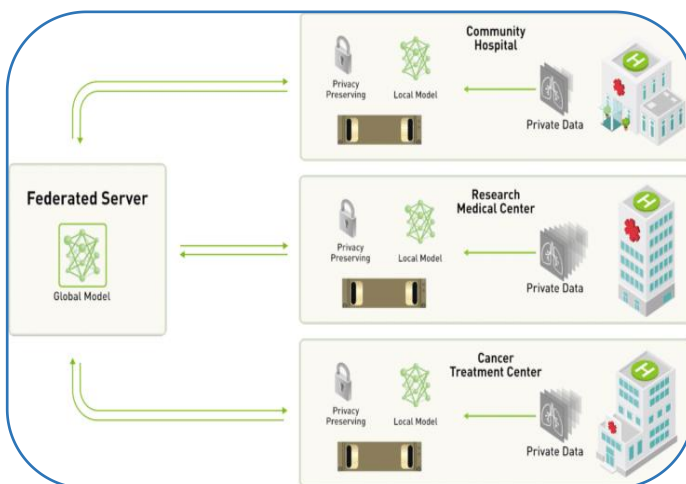 Community
Hospital
Privacy
Preserving
Local Model
Private Data
H
Federated Server
Global Model
Research
Medical Center
Privacy
Preserving
Local Model
Private Data
H
Cancer
Treatment Center
Privacy
Preserving
Local Model
Private Data
H